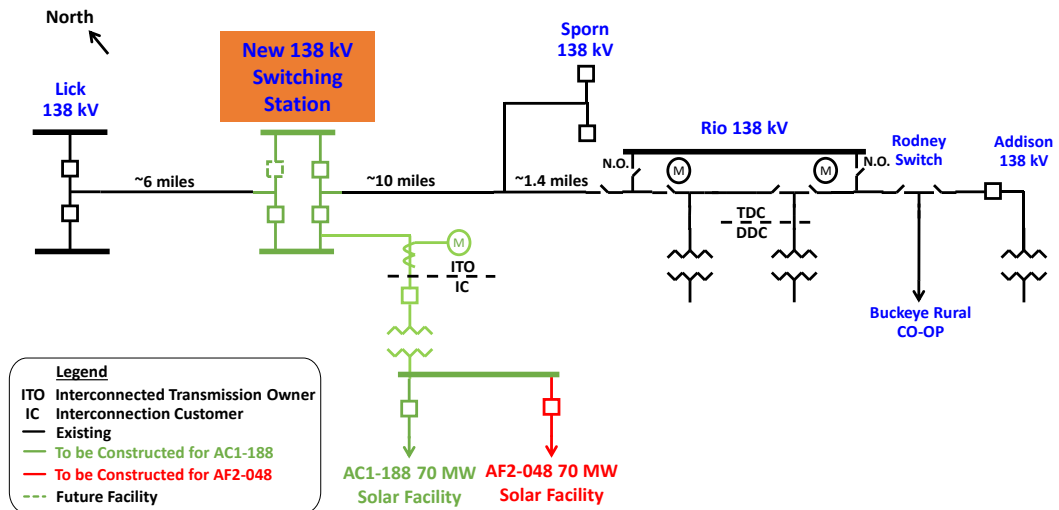 North
Lick
138 kV
New 138 kV
Switching
Station
Sporn
138 kV
Rio 138 kV
Rodney
Switch
Addison
138 kV
N.O.
N.O.
M
M
~6 miles
~10 miles
~1.4 miles
TDC
DDC
M
ITO
IC
Buckeye Rural
CO-OP
Legend
ITO Interconnected Transmission Owner
IC Interconnection Customer
Existing
To be Constructed for AC1-188
To be Constructed for AF2-048
Future Facility
AC1-188 70 MW
Solar Facility
AF2-048 70 MW
Solar Facility